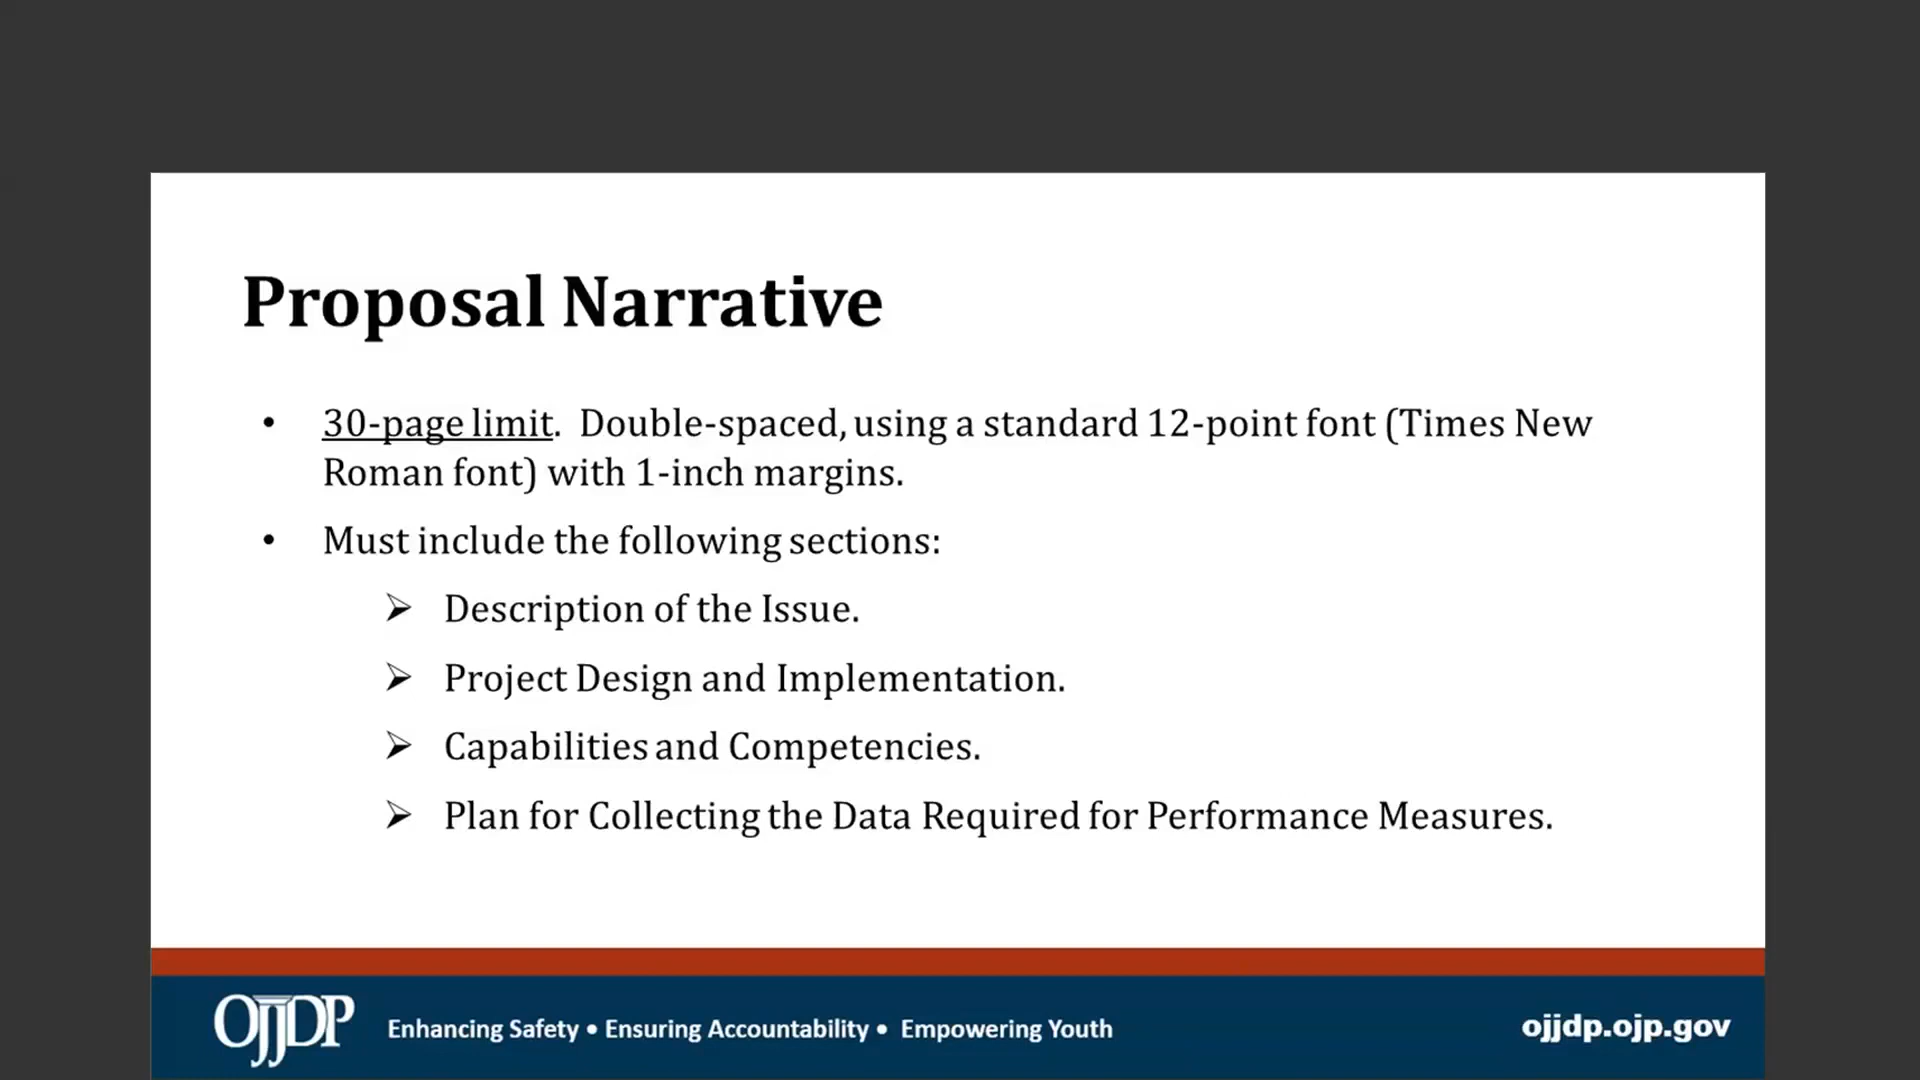 Proposal Narrative
• 30-page limit. Double-spaced, using a standard 12-point font (Times New
Roman font) with 1-inch margins.
• Must include the following sections:
➢ Description of the Issue.
➢ Project Design and Implementation.
➢ Capabilities and Competencies.
➢ Plan for Collecting the Data Required for Performance Measures.
OJJDP Enhancing Safety • Ensuring Accountability • Empowering Youth ojjdp.ojp.gov